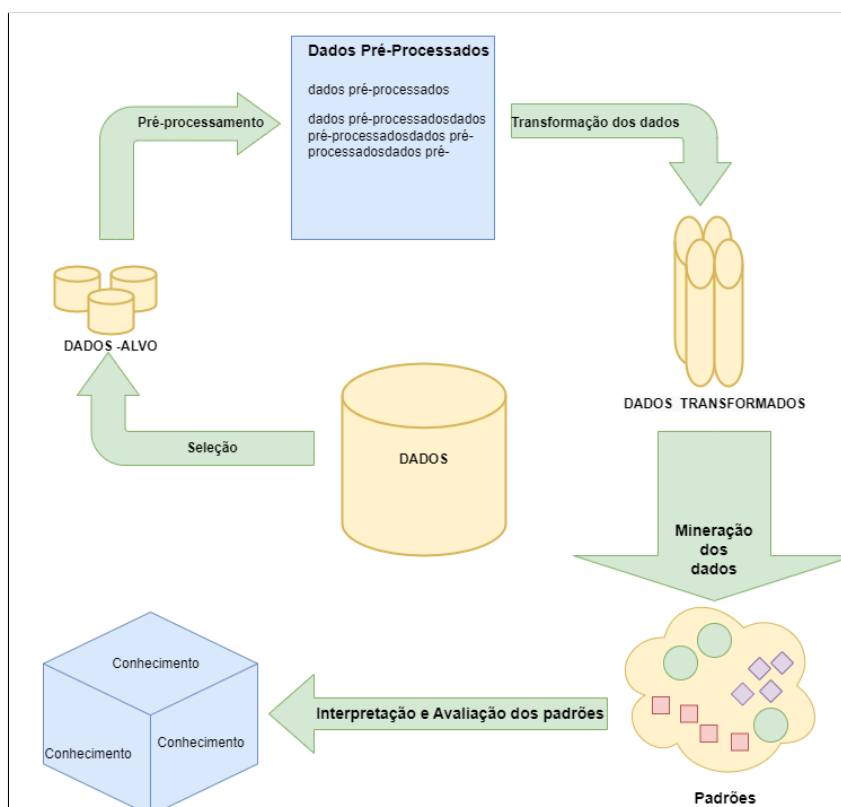 Dados Pré-Processados
dados pré-processados
dados pré-processadosdados
pré-processadosdados pré-
processadosdados pré-
Pré-processamento
Transformação dos dados
DADOS -ALVO
DADOS TRANSFORMADOS
Seleção
DADOS
Mineração
dos
dados
Conhecimento
Conhecimento
Conhecimento
Interpretação e Avaliação dos padrões
Padrões